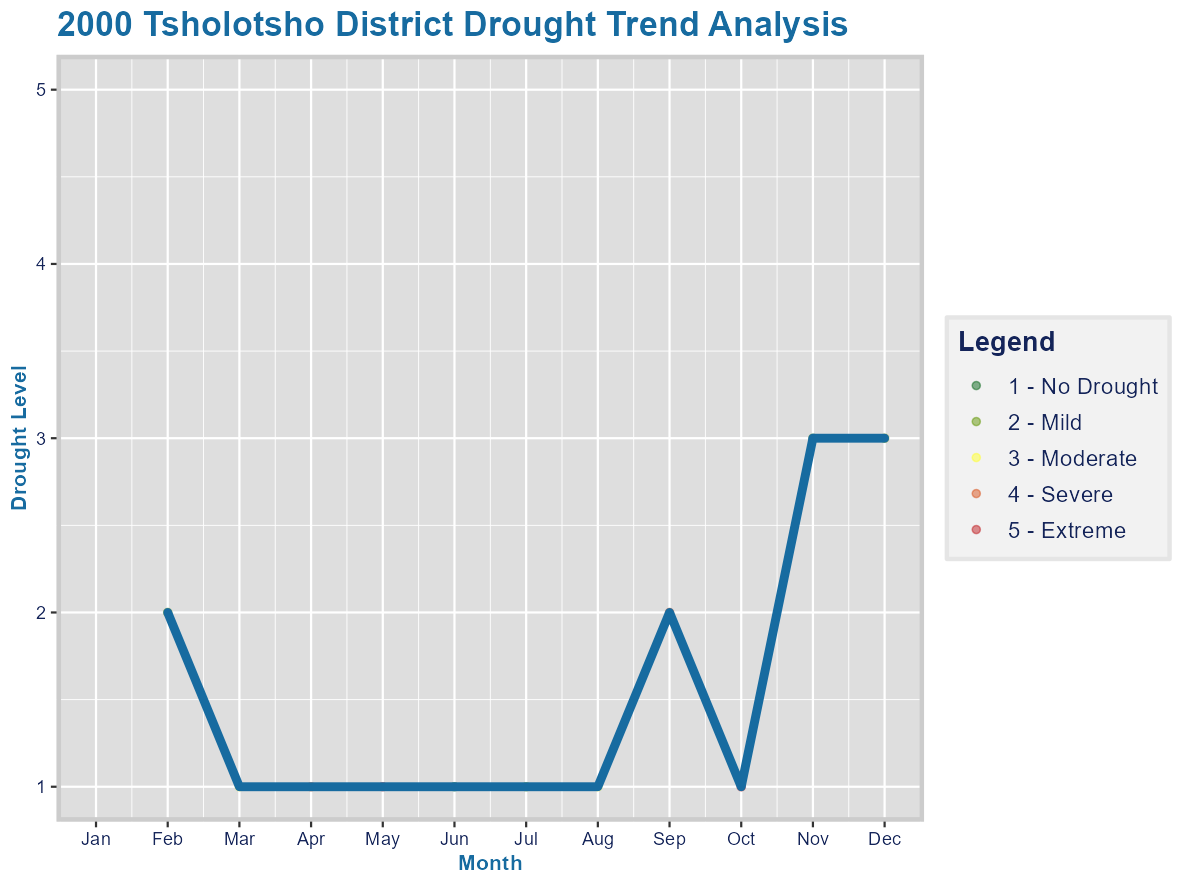 2000 Tsholotsho District Drought Trend Analysis
Drought Level
5
4
3
2
1
Jan Feb Mar Apr May Jun Jul Aug Sep Oct Nov Dec
Month
Legend
1 - No Drought
2 - Mild
3 - Moderate
4 - Severe
5 - Extreme